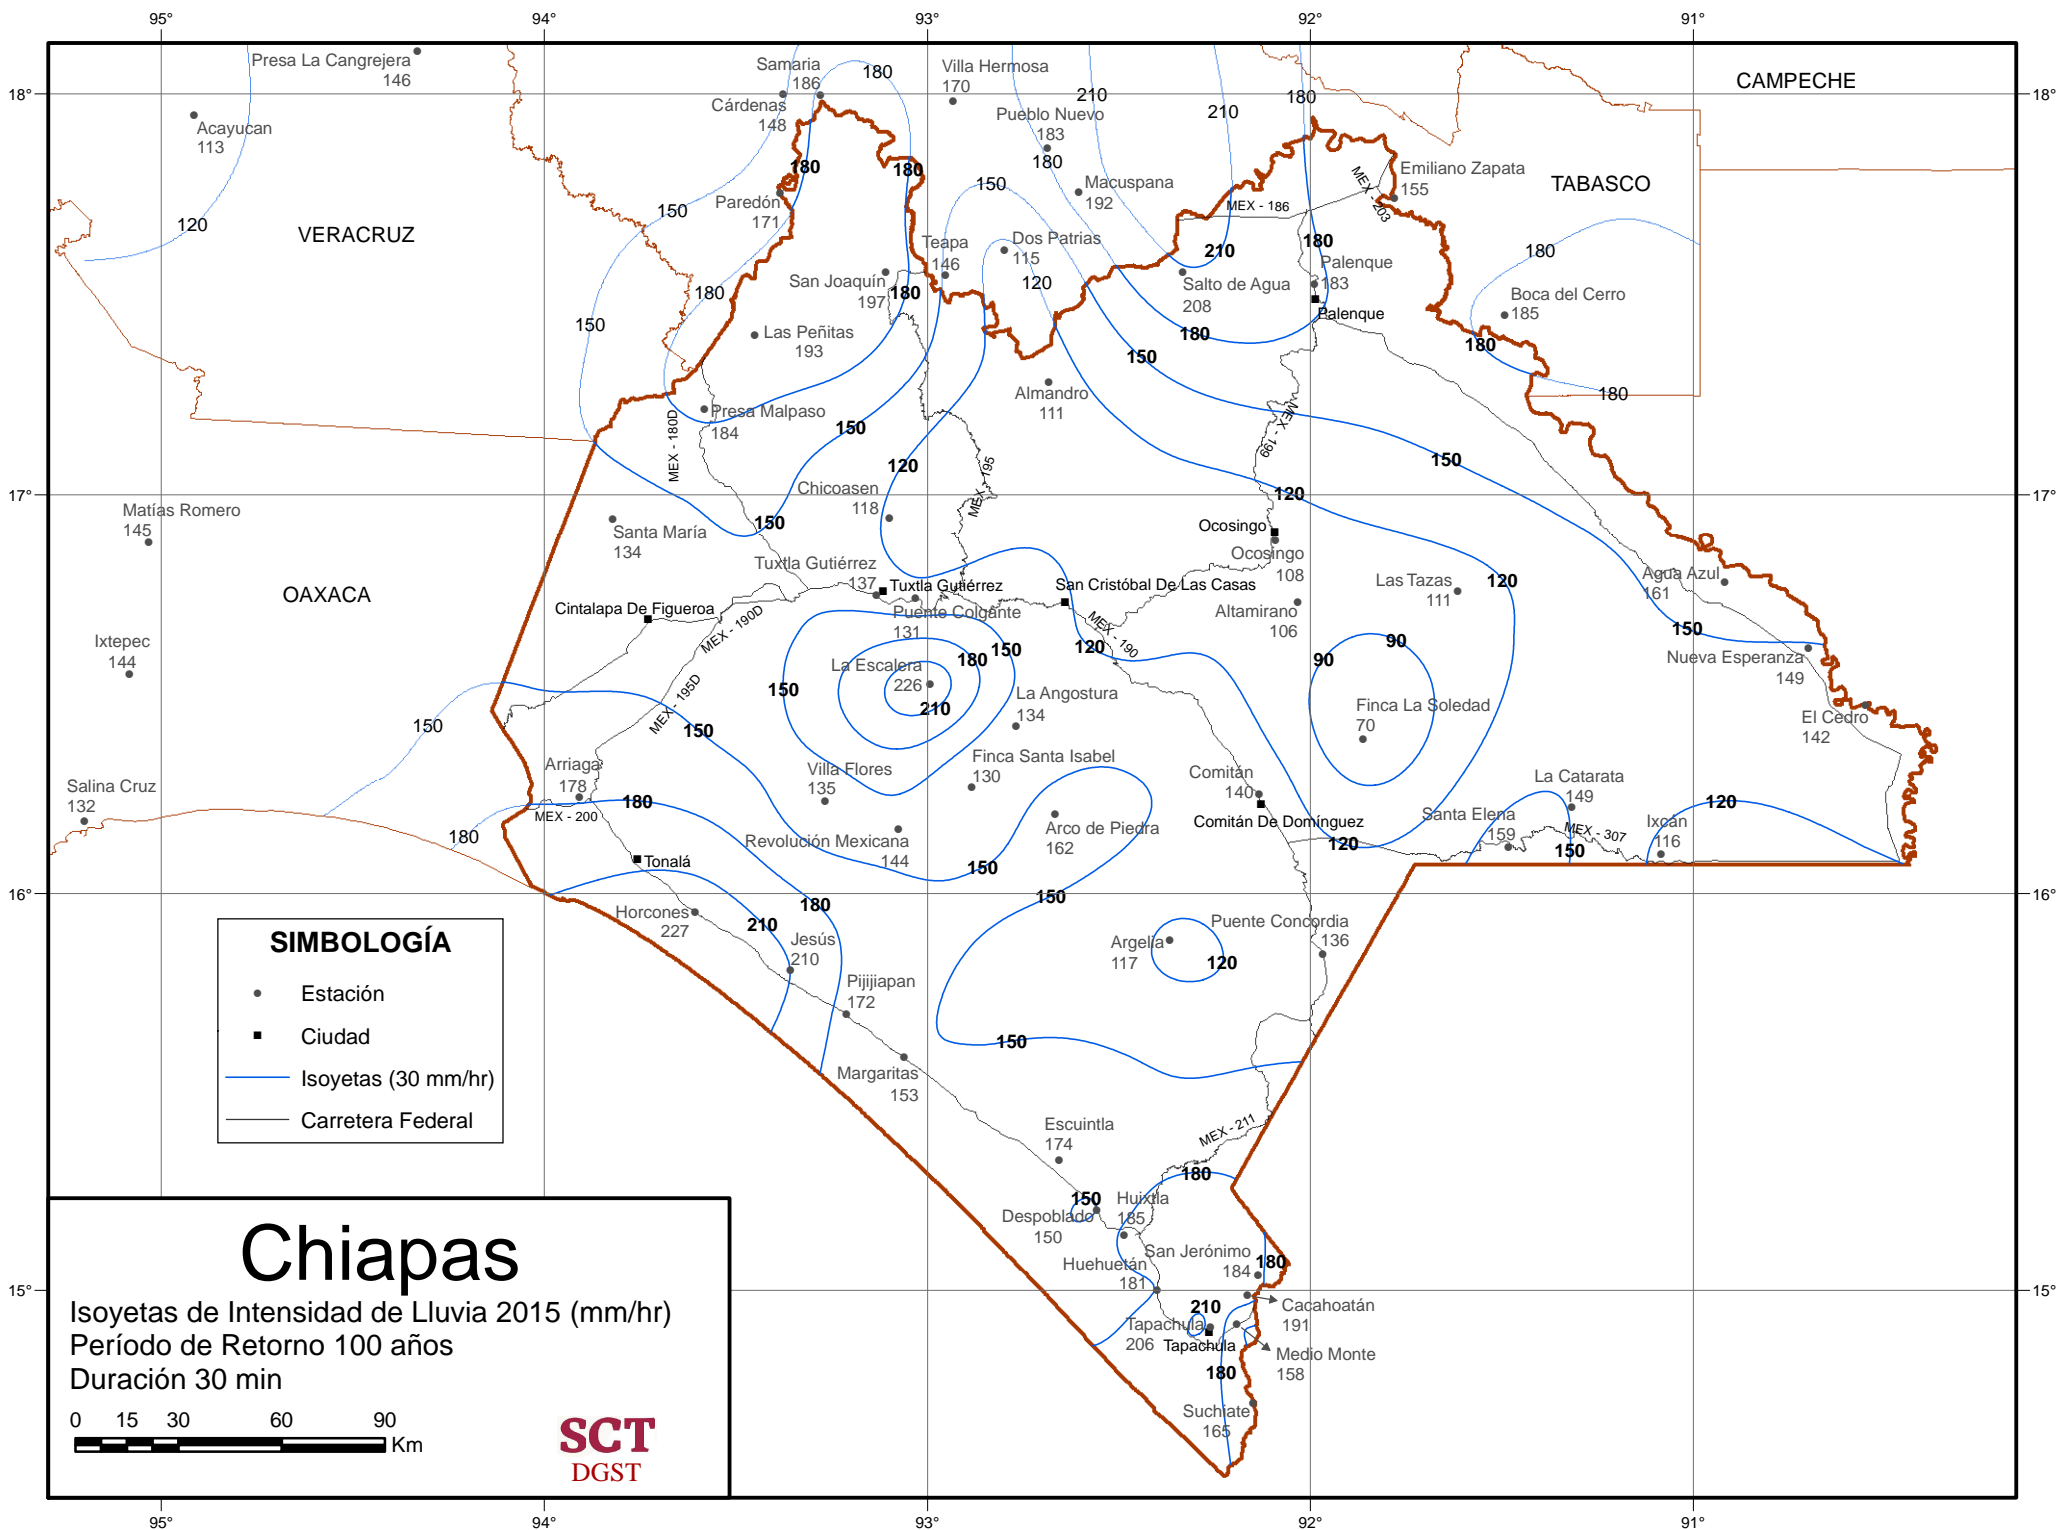 95°
94°
93°
92°
91°
Presa La Cangrejera
146
Samaria
186
180
Villa Hermosa
170
CAMPECHE
18°
Cárdenas
148
210
180
210
18°
Acayucan
113
Pueblo Nuevo
183
180
180
180
Emiliano Zapata
155
TABASCO
150
Macuspana
192
MEX - 203
Paredón
171
150
MEX - 186
120
VERACRUZ
Teapa
146
Dos Patrias
115
210
180
180
San Joaquín
197
180
120
Salto de Agua
208
Palenque
183
Palenque
Boca del Cerro
185
180
150
Las Peñitas
193
180
180
150
Almandro
111
180
Presa Malpaso
184
MEX - 180D
150
MEX - 199
150
120
MEX - 195
Chicoasen
118
120
17°
17°
Matías Romero
145
Santa María
134
150
Ocosingo
Ocosingo
108
Tuxtla Gutiérrez
137
Tuxtla Gutiérrez
San Cristóbal De Las Casas
Las Tazas
111
120
Agua Azul
161
OAXACA
Cintalapa De Figueroa
MEX - 190D
Puente Colgante
131
Altamirano
106
MEX - 190
150
Ixtepec
144
150
180
120
90
90
Nueva Esperanza
149
La Escalera
226
150
210
MEX - 195D
La Angostura
134
Finca La Soledad
70
El Cedro
142
150
150
Arriaga
178
Villa Flores
135
Finca Santa Isabel
130
Comitán
140
La Catarata
149
Salina Cruz
132
180
MEX - 200
120
Santa Elena
159
Comitán De Domínguez
MEX - 307
Ixcán
116
180
Revolución Mexicana
144
Arco de Piedra
162
120
150
Tonalá
150
16°
16°
150
Horcones
227
210
180
Puente Concordia
136
Jesús
210
Argelia
117
120
SIMBOLOGÍA
Estación
Ciudad
Isoyetas (30 mm/hr)
Carretera Federal
Pijijiapan
172
150
Margaritas
153
Escuintla
174
MEX - 211
180
150
Huixtla
185
Despoblado
150
San Jerónimo
184
180
Huehuetán
181
15°
15°
210
Cacahoatán
191
Tapachula
206
Tapachula
Medio Monte
158
180
Suchiate
165
Chiapas
Isoyetas de Intensidad de Lluvia 2015 (mm/hr)
Período de Retorno 100 años
Duración 30 min
0 15 30 60 90
Km
SCT
DGST
95°
94°
93°
92°
91°